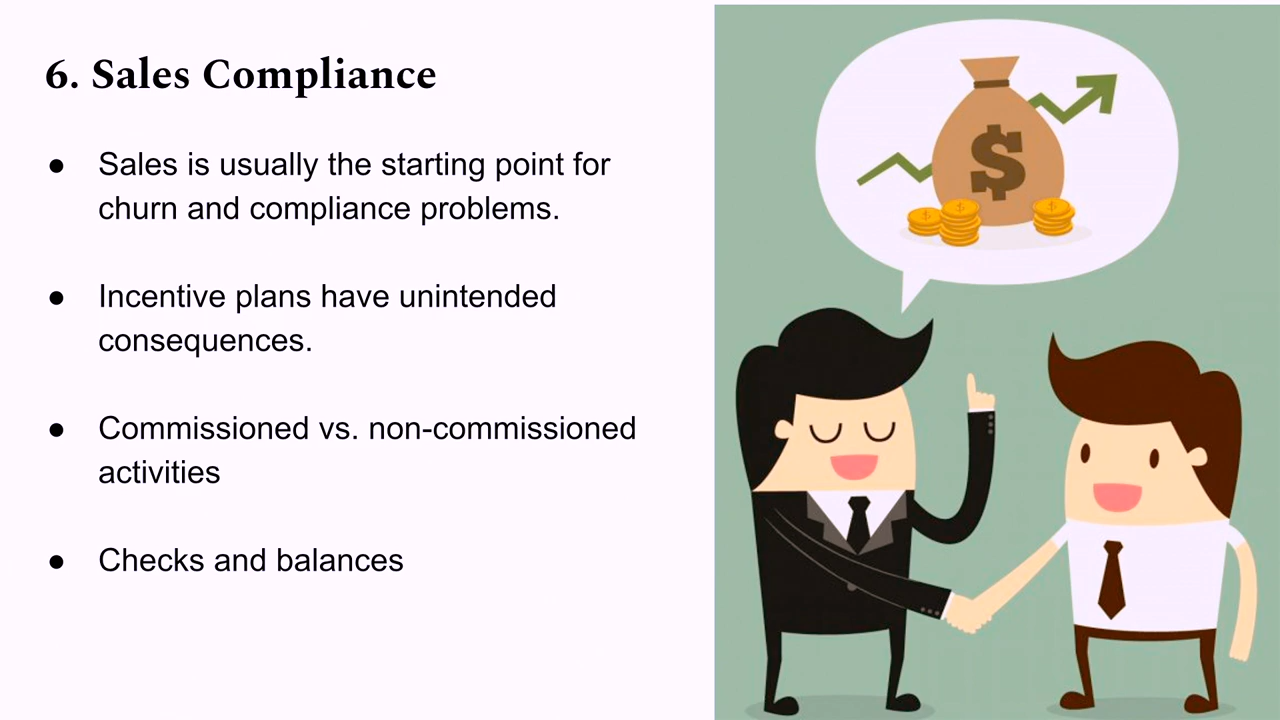 6. Sales Compliance
● Sales is usually the starting point for
churn and compliance problems.
● Incentive plans have unintended
consequences.
● Commissioned vs. non-commissioned
activities
● Checks and balances
$